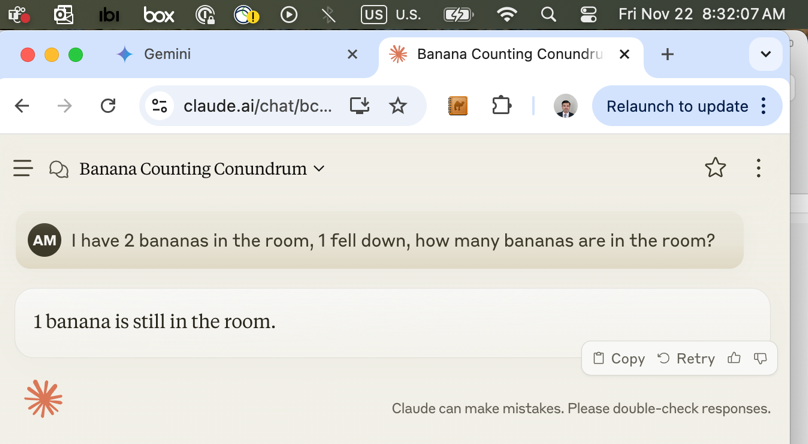 ibi box US U.S. Fri Nov 22 8:32:07 AM
Gemini Banana Counting Conundru
claude.ai/chat/bc... Relaunch to update
Banana Counting Conundrum
AM I have 2 bananas in the room, 1 fell down, how many bananas are in the room?
1 banana is still in the room.
Copy Retry
Claude can make mistakes. Please double-check responses.